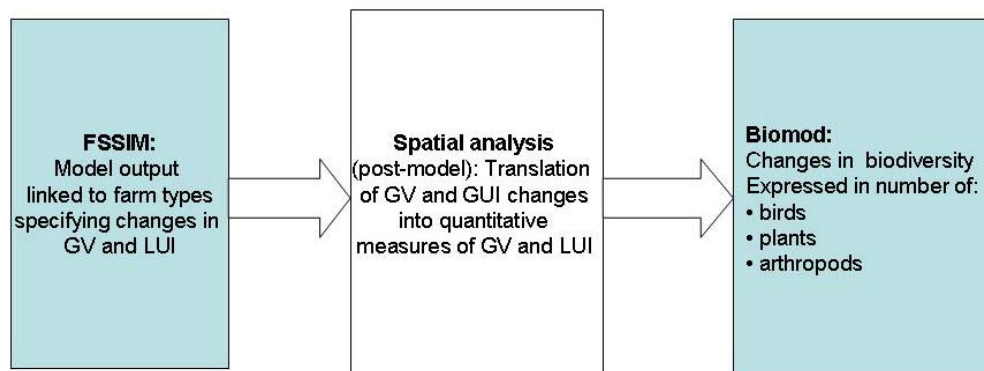 FSSIM:
Model output
linked to farm types
specifying changes in
GV and LUI
Spatial analysis
(post-model): Translation
of GV and GUI changes
into quantitative
measures of GV and LUI
Biomod:
Changes in biodiversity
Expressed in number of:
• birds
• plants
• arthropods